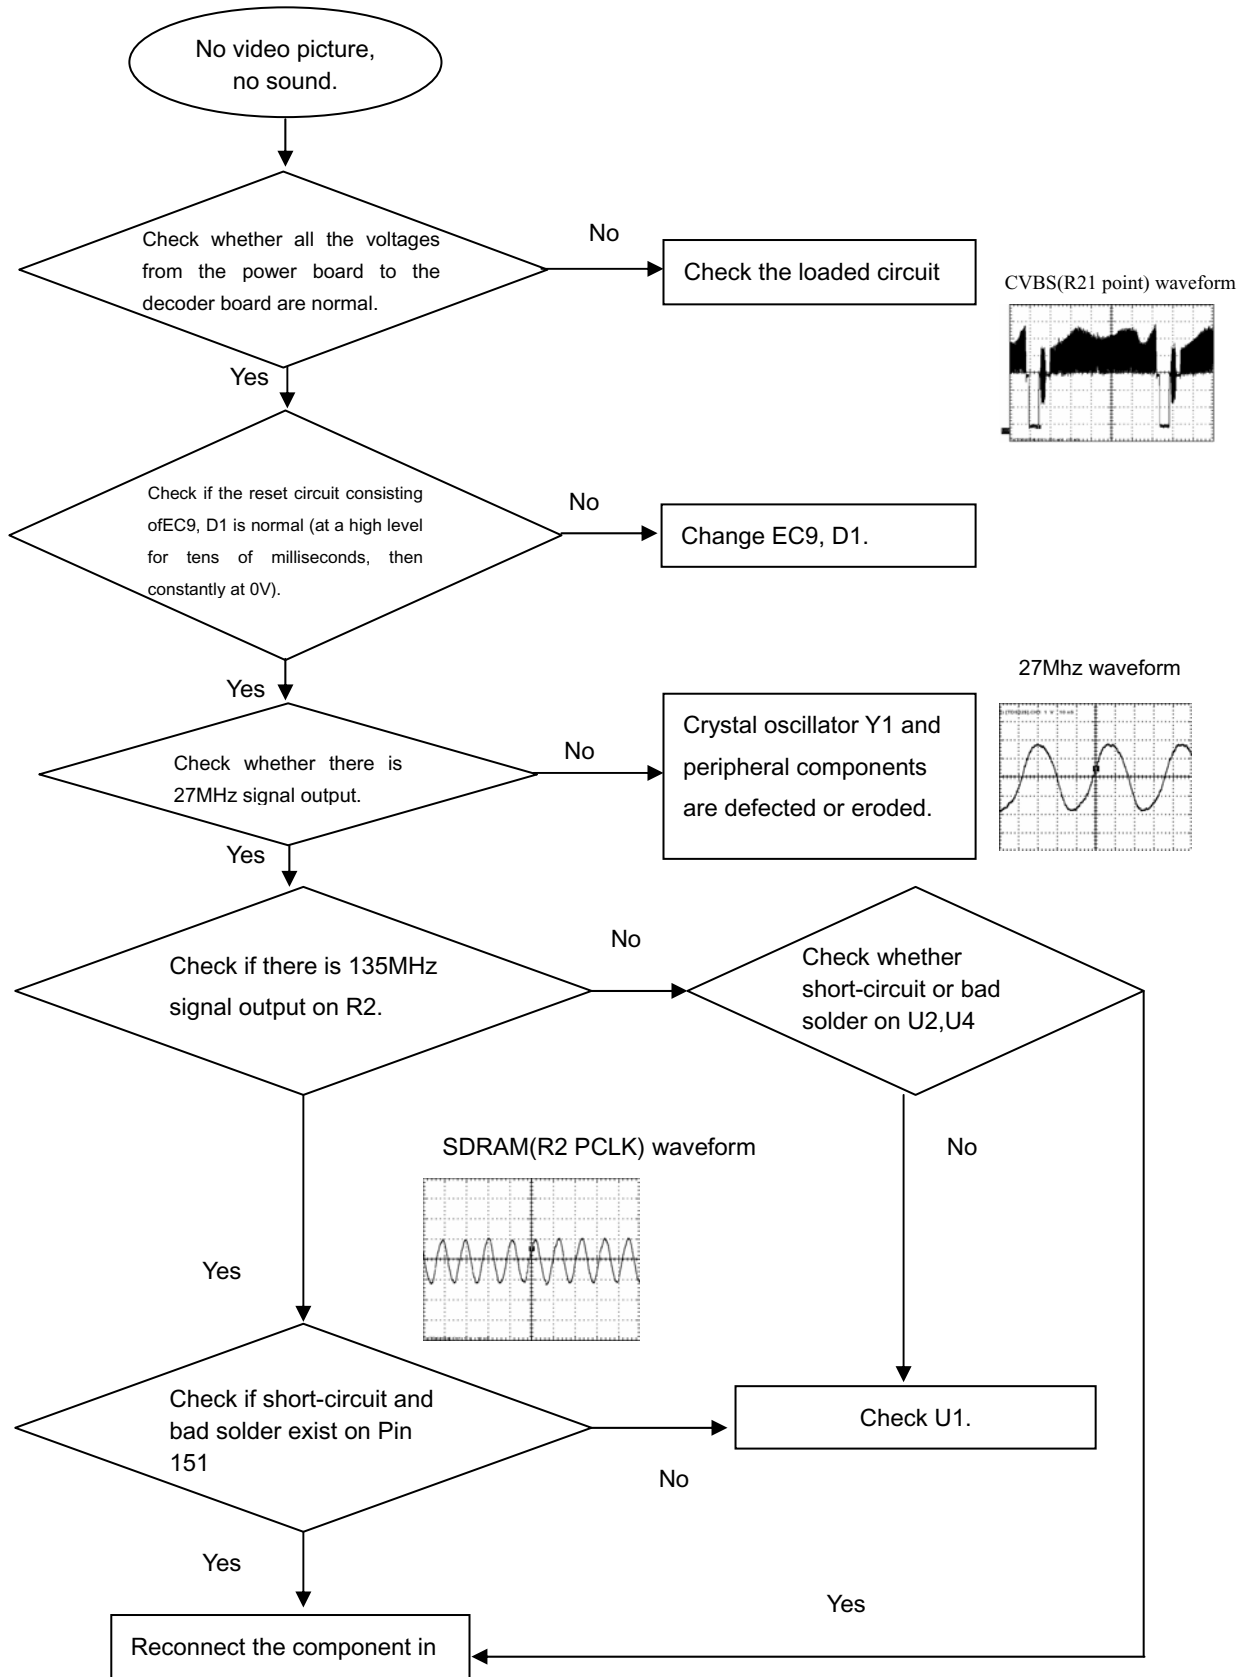 No video picture,
no sound.
Check whether all the voltages
from the power board to the
decoder board are normal.
No
Check the loaded circuit
CVBS(R21 point) waveform
Yes
Check if the reset circuit consisting
ofEC9, D1 is normal (at a high level
for tens of milliseconds, then
constantly at 0V).
No
Change EC9, D1.
Yes
27Mhz waveform
Check whether there is
27MHz signal output.
No
Crystal oscillator Y1 and
peripheral components
are defected or eroded.
Yes
Check if there is 135MHz
signal output on R2.
No
Check whether
short-circuit or bad
solder on U2,U4
No
SDRAM(R2 PCLK) waveform
Yes
Check if short-circuit and
bad solder exist on Pin
151
No
Check U1.
Yes
Yes
Reconnect the component in